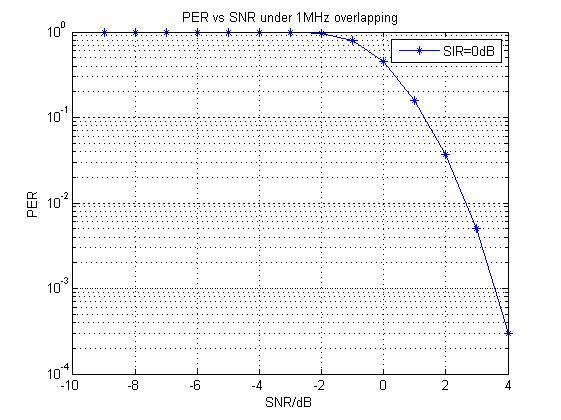 PER vs SNR under 1MHz overlapping
SIR=0dB
10^0
10^-1
10^-2
10^-3
10^-4
PER
-10 -8 -6 -4 -2 0 2 4
SNR/dB